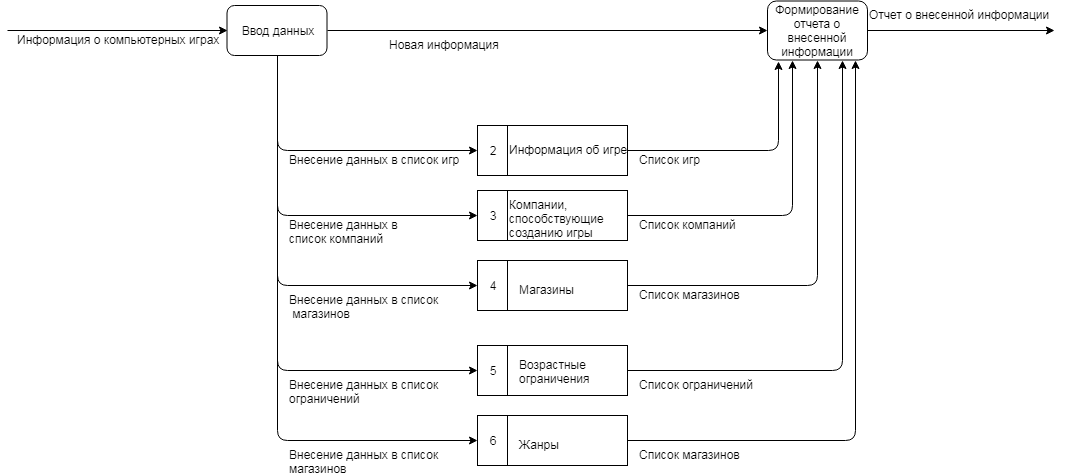 Информация о компьютерных играх
Ввод данных
Новая информация
Формирование
отчета о
внесенной
информации
Отчет о внесенной информации
Внесение данных в список игр
2
Информация об игре
Список игр
Внесение данных в
список компаний
3
Компании,
способствующие
созданию игры
Список компаний
Внесение данных в список
магазинов
4
Магазины
Список магазинов
Внесение данных в список
ограничений
5
Возрастные
ограничения
Список ограничений
Внесение данных в список
магазинов
6
Жанры
Список магазинов